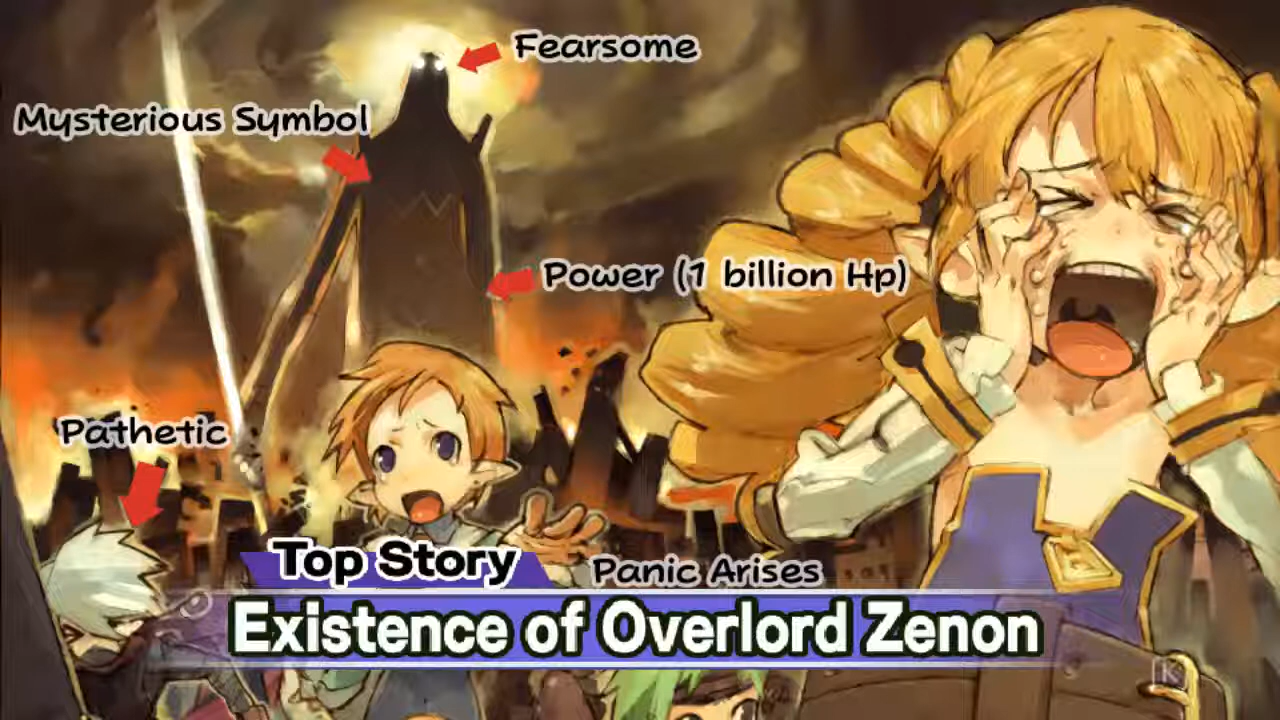 Fearsome
Mysterious Symbol
Power (1 billion Hp)
Pathetic
Top Story
Panic Arises
Existence of Overlord Zenon